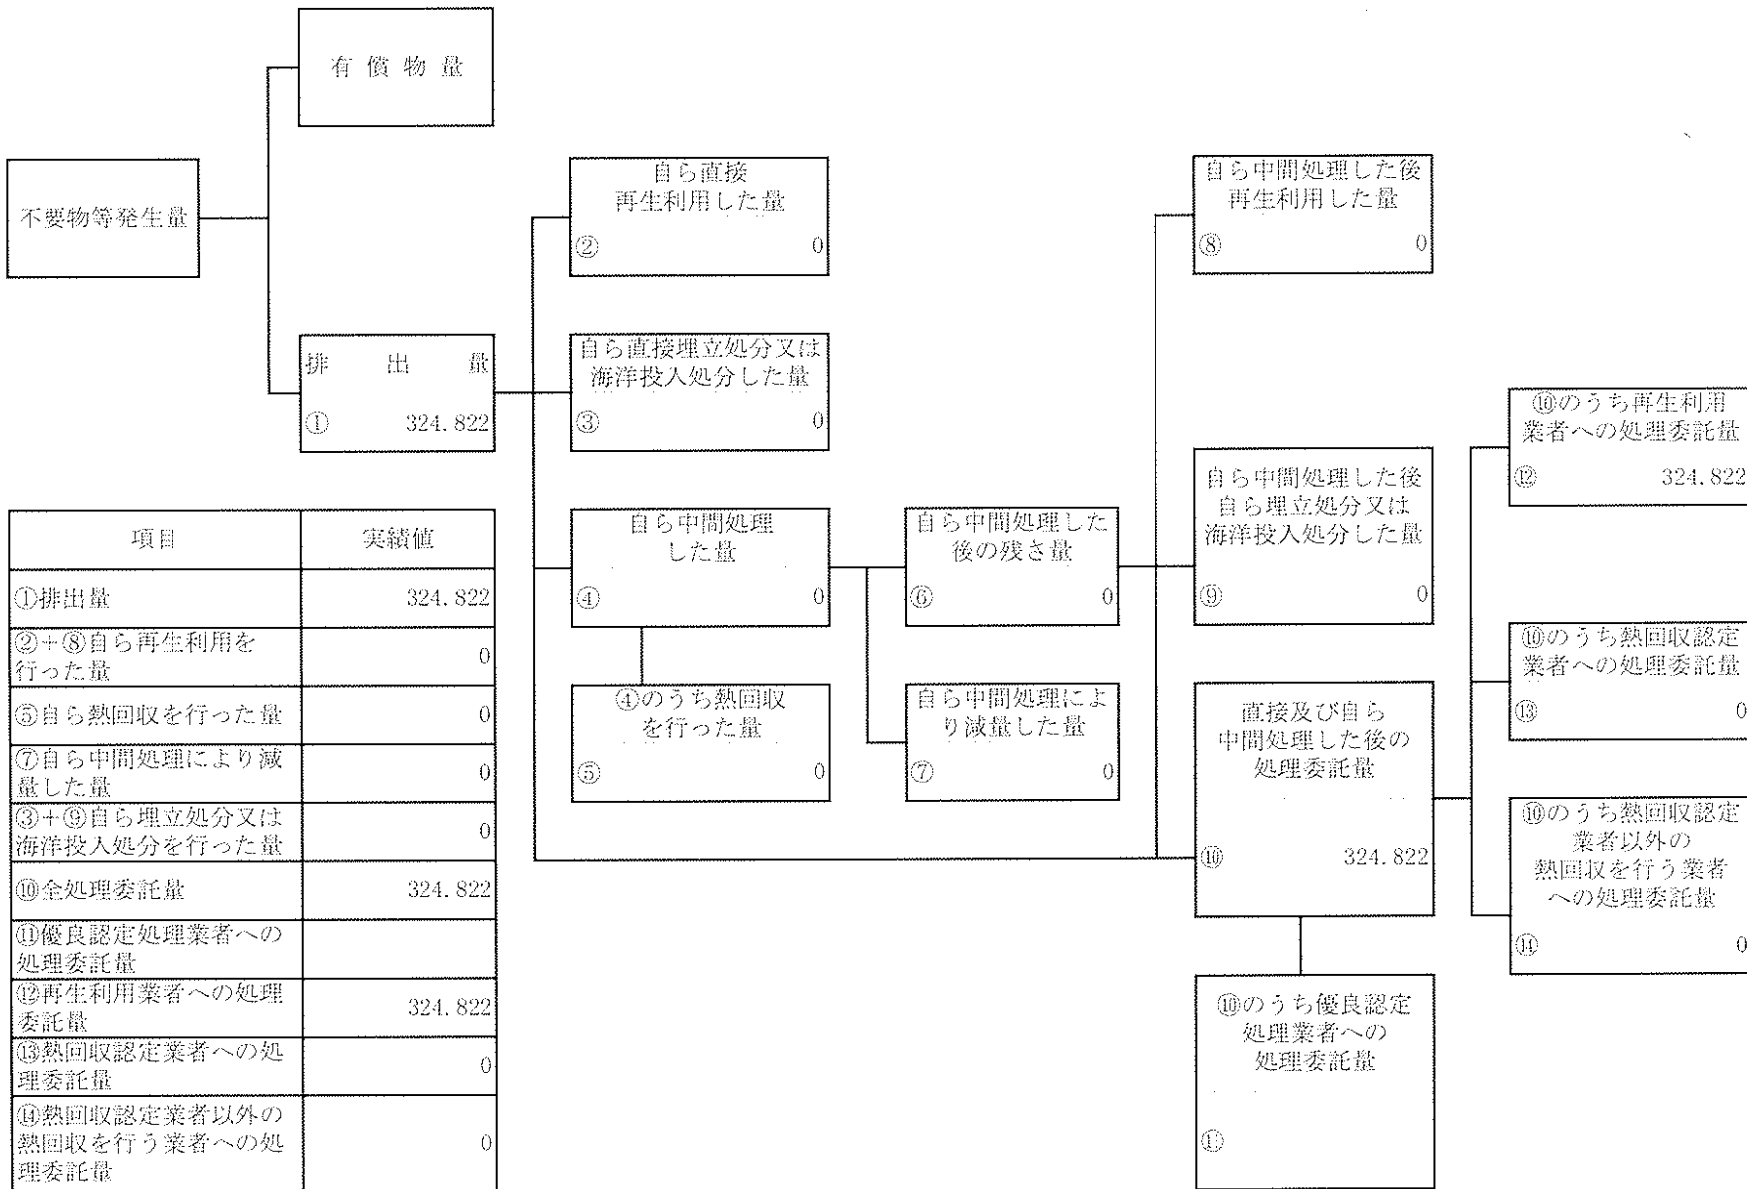 有 償 物 量
不要物等発生量
排 出 量
① 324.822
自ら直接
再生利用した量
② 0
自ら直接埋立処分又は
海洋投入処分した量
③ 0
自ら中間処理
した量
④ 0
④のうち熱回収
を行った量
⑤ 0
自ら中間処理した
後の残さ量
⑥ 0
自ら中間処理によ
り減量した量
⑦ 0
自ら中間処理した後
再生利用した量
⑧ 0
自ら中間処理した後
自ら埋立処分又は
海洋投入処分した量
⑨ 0
直接及び自ら
中間処理した後の
処理委託量
⑩ 324.822
⑩のうち優良認定
処理業者への
処理委託量
⑪
⑩のうち再生利用
業者への処理委託量
⑫ 324.822
⑩のうち熱回収認定
業者への処理委託量
⑬ 0
⑩のうち熱回収認定
業者以外の
熱回収を行う業者
への処理委託量
⑭ 0
項目 実績値
①排出量 324.822
②+⑧自ら再生利用を
行った量 0
⑤自ら熱回収を行った量 0
⑦自ら中間処理により減
量した量 0
③+⑨自ら埋立処分又は
海洋投入処分を行った量 0
⑩全処理委託量 324.822
⑪優良認定処理業者への
処理委託量
⑫再生利用業者への処理
委託量 324.822
⑬熱回収認定業者への処
理委託量 0
⑭熱回収認定業者以外の
熱回収を行う業者への処
理委託量 0